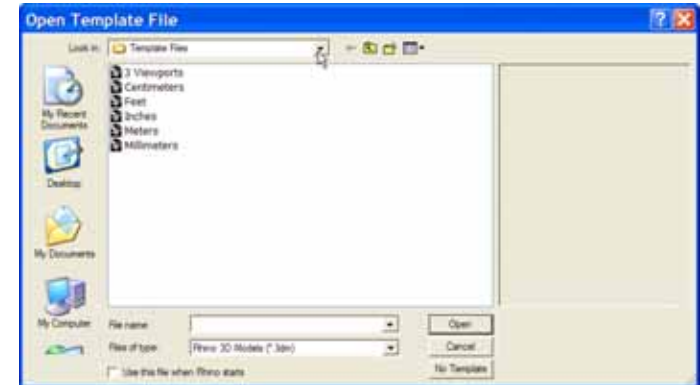 Open Template File
Look in: Template Files
3 Viewports
Centimeters
Feet
Inches
Meters
Millimeters
My Recent
Documents
Desktop
My Documents
My Computer
File name:
Open
Files of type: Rhino 3D Models (*.3dm)
Cancel
Use this file when Rhino starts
No Template